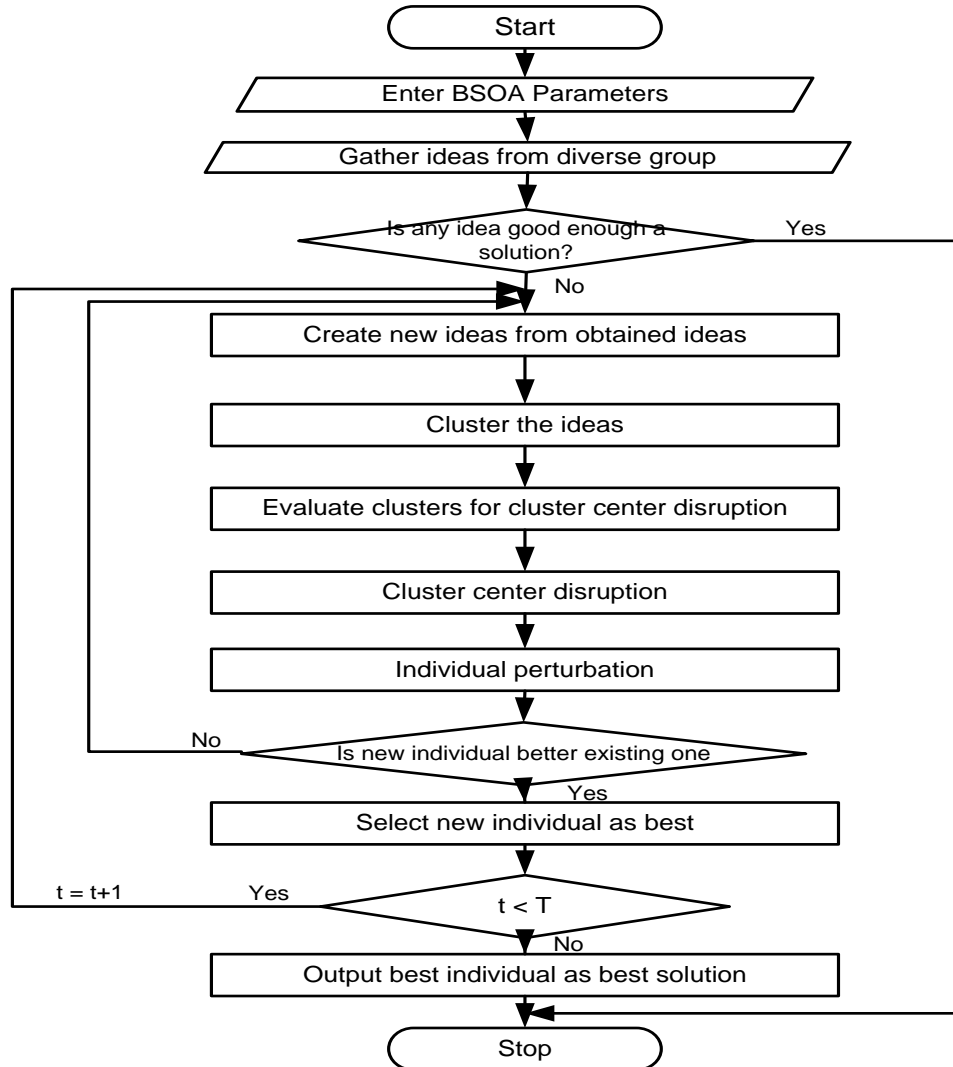 Start
Enter BSOA Parameters
Gather ideas from diverse group
Is any idea good enough a
solution?
Yes
No
Create new ideas from obtained ideas
Cluster the ideas
Evaluate clusters for cluster center disruption
Cluster center disruption
Individual perturbation
No
Is new individual better existing one
Yes
Select new individual as best
t = t+1
Yes
t < T
No
Output best individual as best solution
Stop